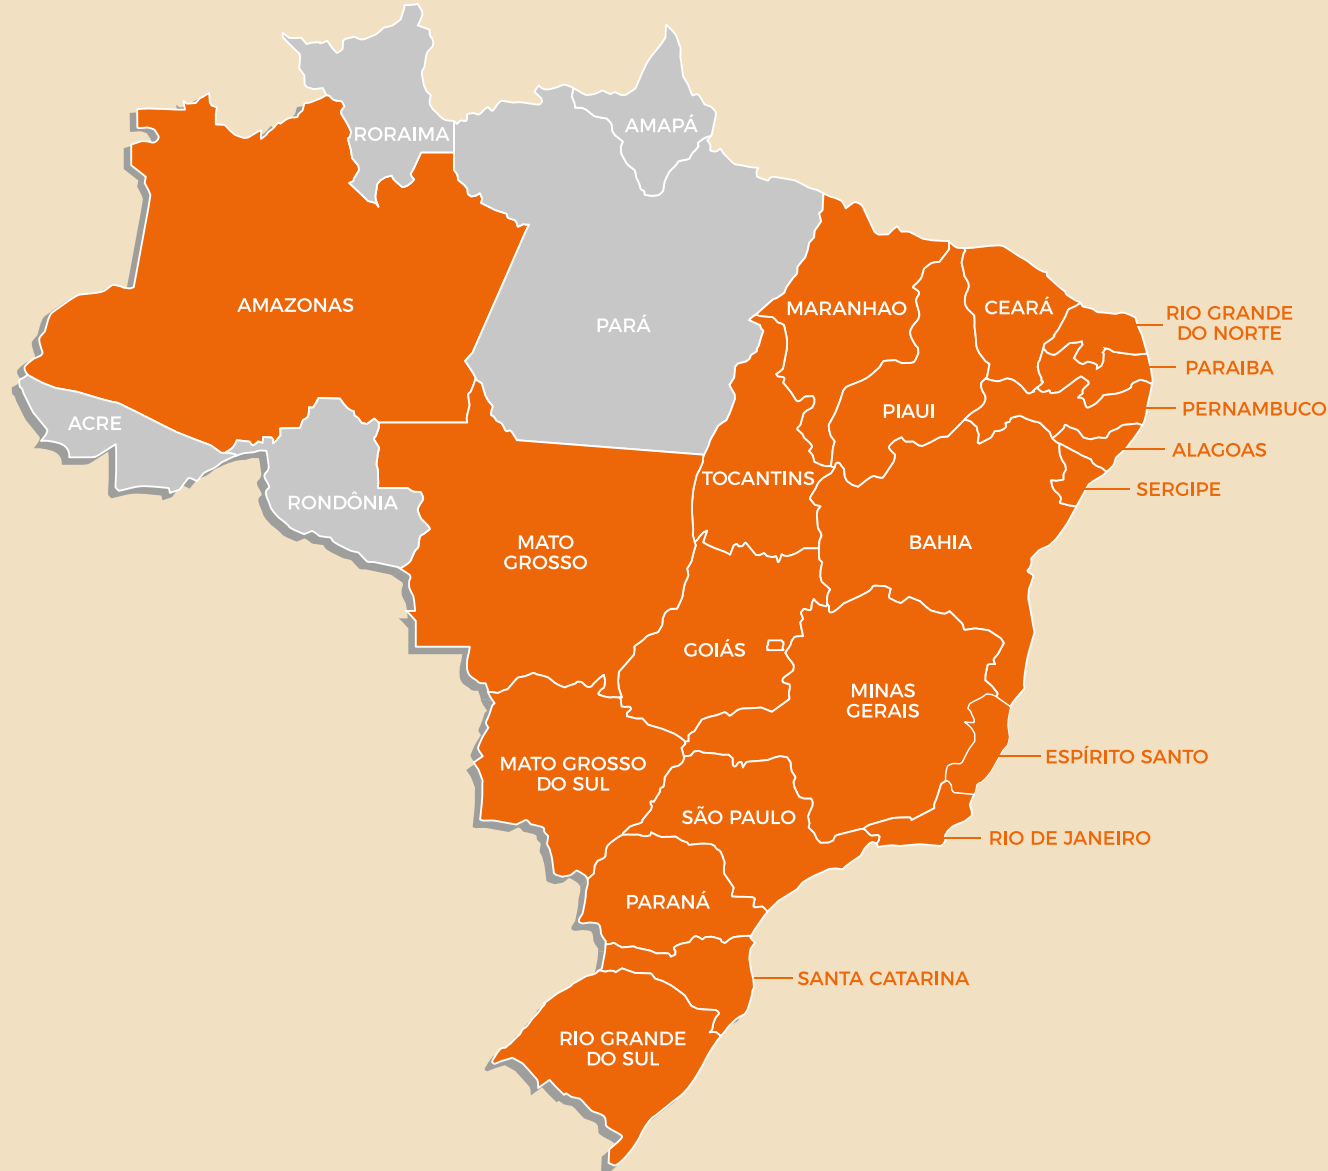 RORAIMA
AMAPÁ
AMAZONAS
PARÁ
MARANHAO
CEARÁ
RIO GRANDE
DO NORTE
PARAIBA
PERNAMBUCO
PIAUI
ACRE
ALAGOAS
TOCANTINS
SERGIPE
RONDÔNIA
MATO
GROSSO
BAHIA
GOIÁS
MINAS
GERAIS
ESPÍRITO SANTO
MATO GROSSO
DO SUL
SÃO PAULO
RIO DE JANEIRO
PARANÁ
SANTA CATARINA
RIO GRANDE
DO SUL